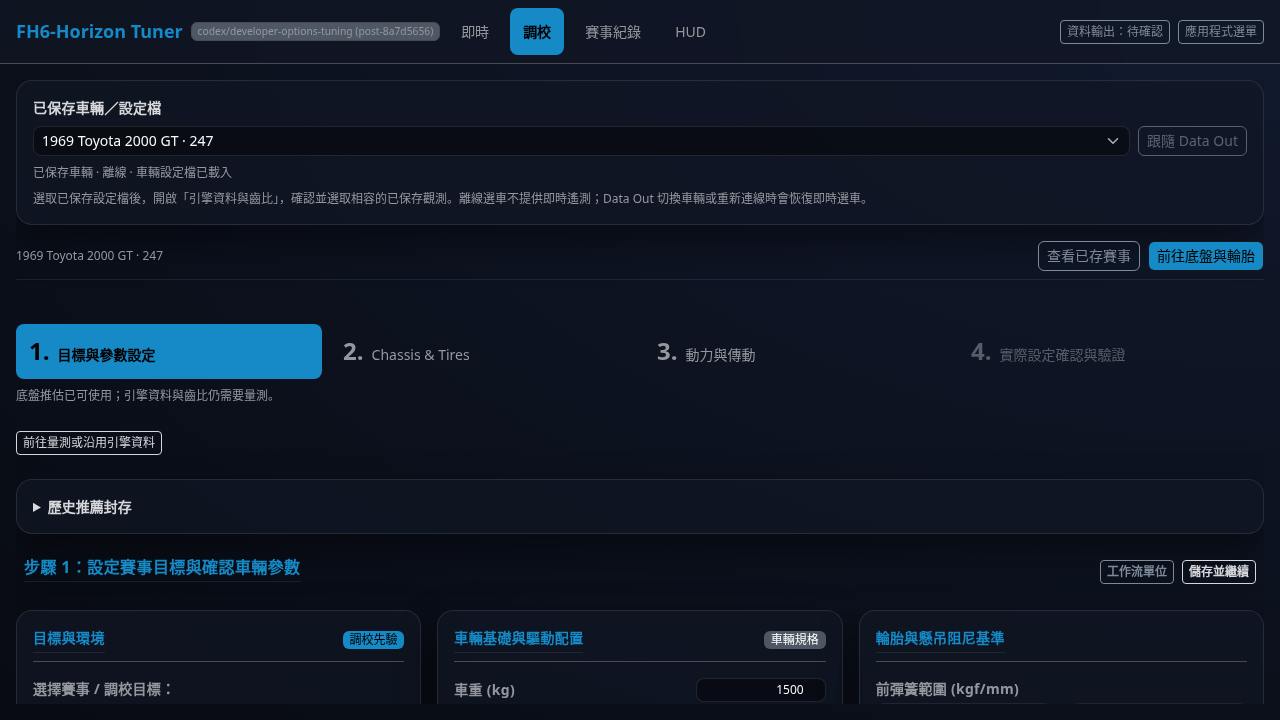 FH6-Horizon Tuner codex/developer-options-tuning (post-8a7d5656) 即時 調校 賽事紀錄 HUD 資料輸出：待確認 應用程式選單
已保存車輛／設定檔
1969 Toyota 2000 GT · 247 跟隨 Data Out
已保存車輛 · 離線 · 車輛設定檔已載入
選取已保存設定檔後，開啟「引擎資料與齒比」，確認並選取相容的已保存觀測。離線選車不提供即時遙測；Data Out 切換車輛或重新連線時會恢復即時選車。
1969 Toyota 2000 GT · 247 查看已存賽事 前往底盤與輪胎
1. 目標與參數設定 2. Chassis & Tires 3. 動力與傳動 4. 實際設定確認與驗證
底盤推估已可使用；引擎資料與齒比仍需要量測。
前往量測或沿用引擎資料
▶ 歷史推薦封存
步驟 1：設定賽事目標與確認車輛參數 工作流單位 儲存並繼續
目標與環境 調校先驗 車輛基礎與驅動配置 車輛規格 輪胎與懸吊阻尼基準
選擇賽事 / 調校目標： 車重 (kg) 1500 前彈簧範圍 (kgf/mm)